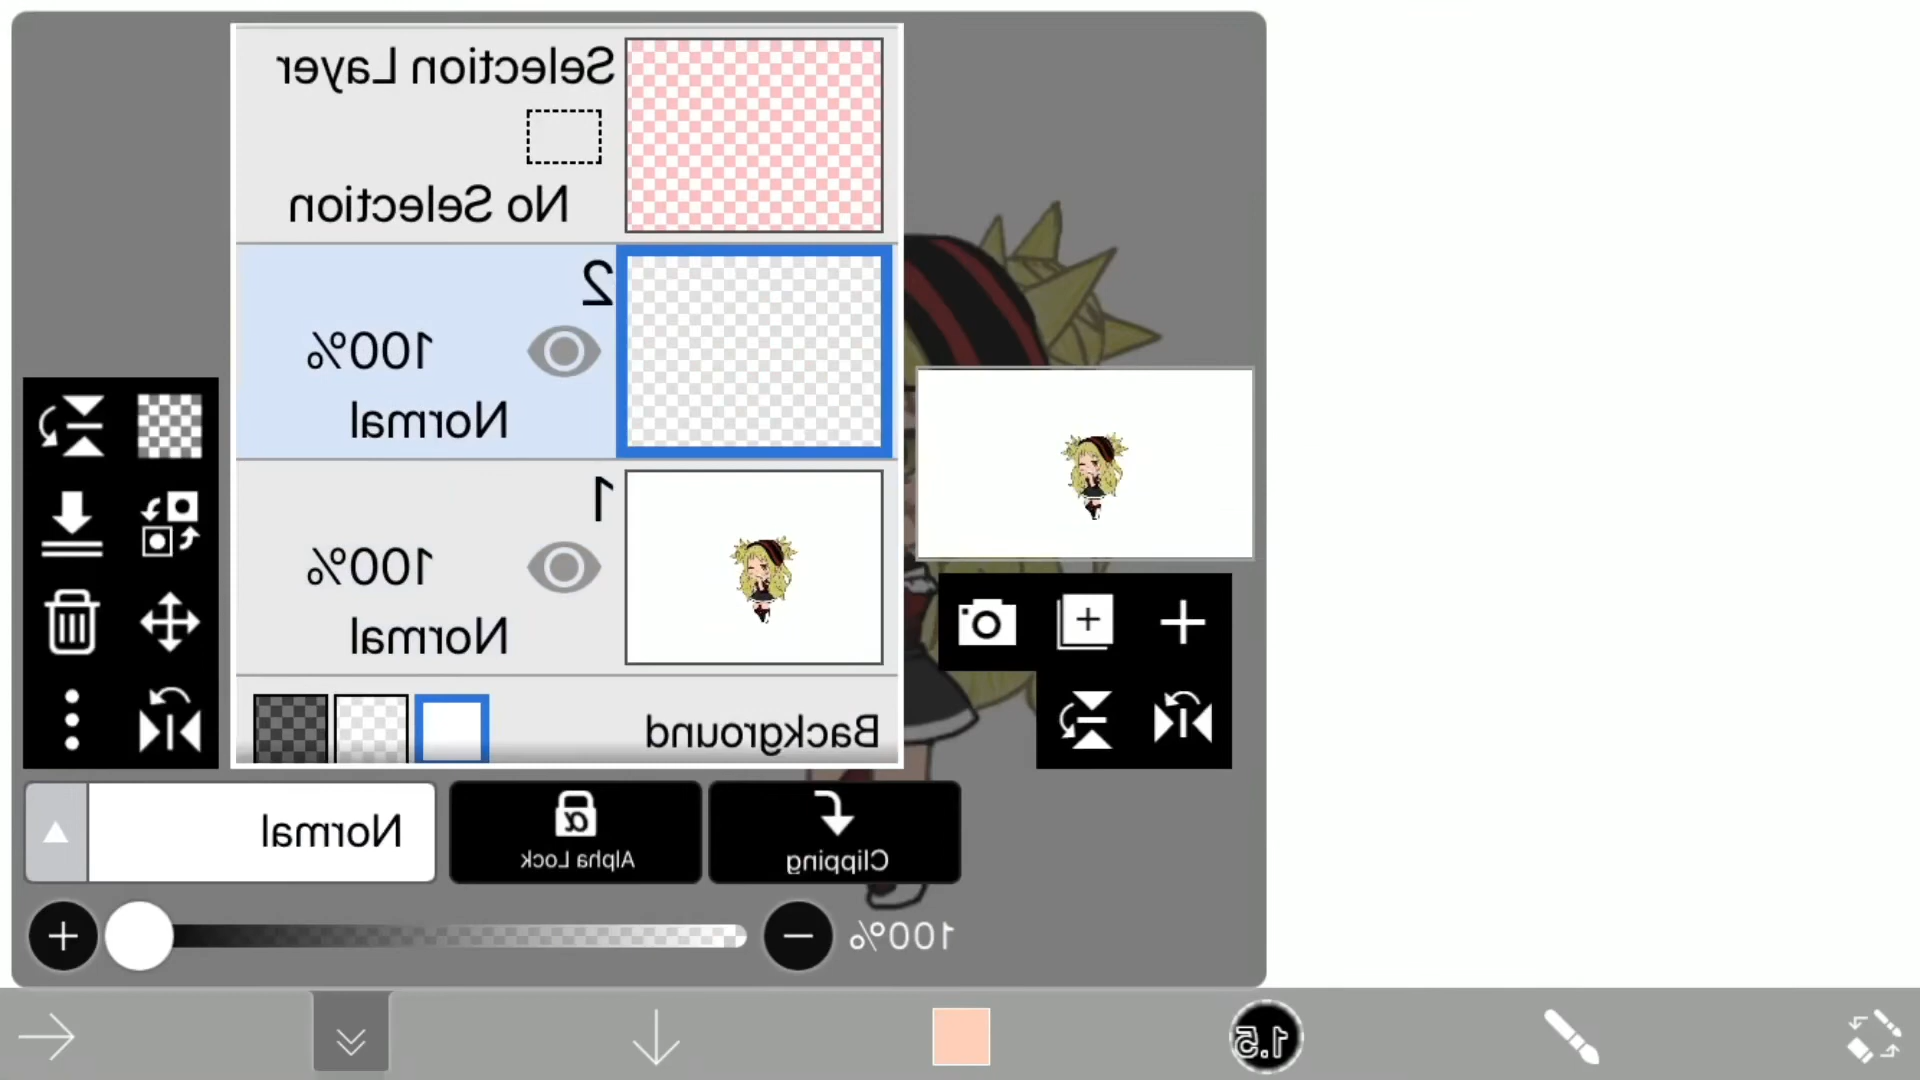 Selection Layer
No Selection
2
100%
Normal
1
100%
Normal
Background
Clipping
α
Alpha Lock
Normal
100%
1.5